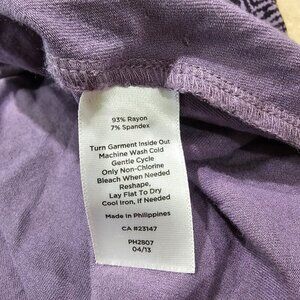 93% Rayon
7% Spandex
Turn Garment Inside Out
Machine Wash Cold
Gentle Cycle
Only Non-Chlorine
Bleach When Needed
Reshape,
Lay Flat To Dry
Cool Iron, if Needed
Made in Philippines
CA #23147
PH2807
04/13